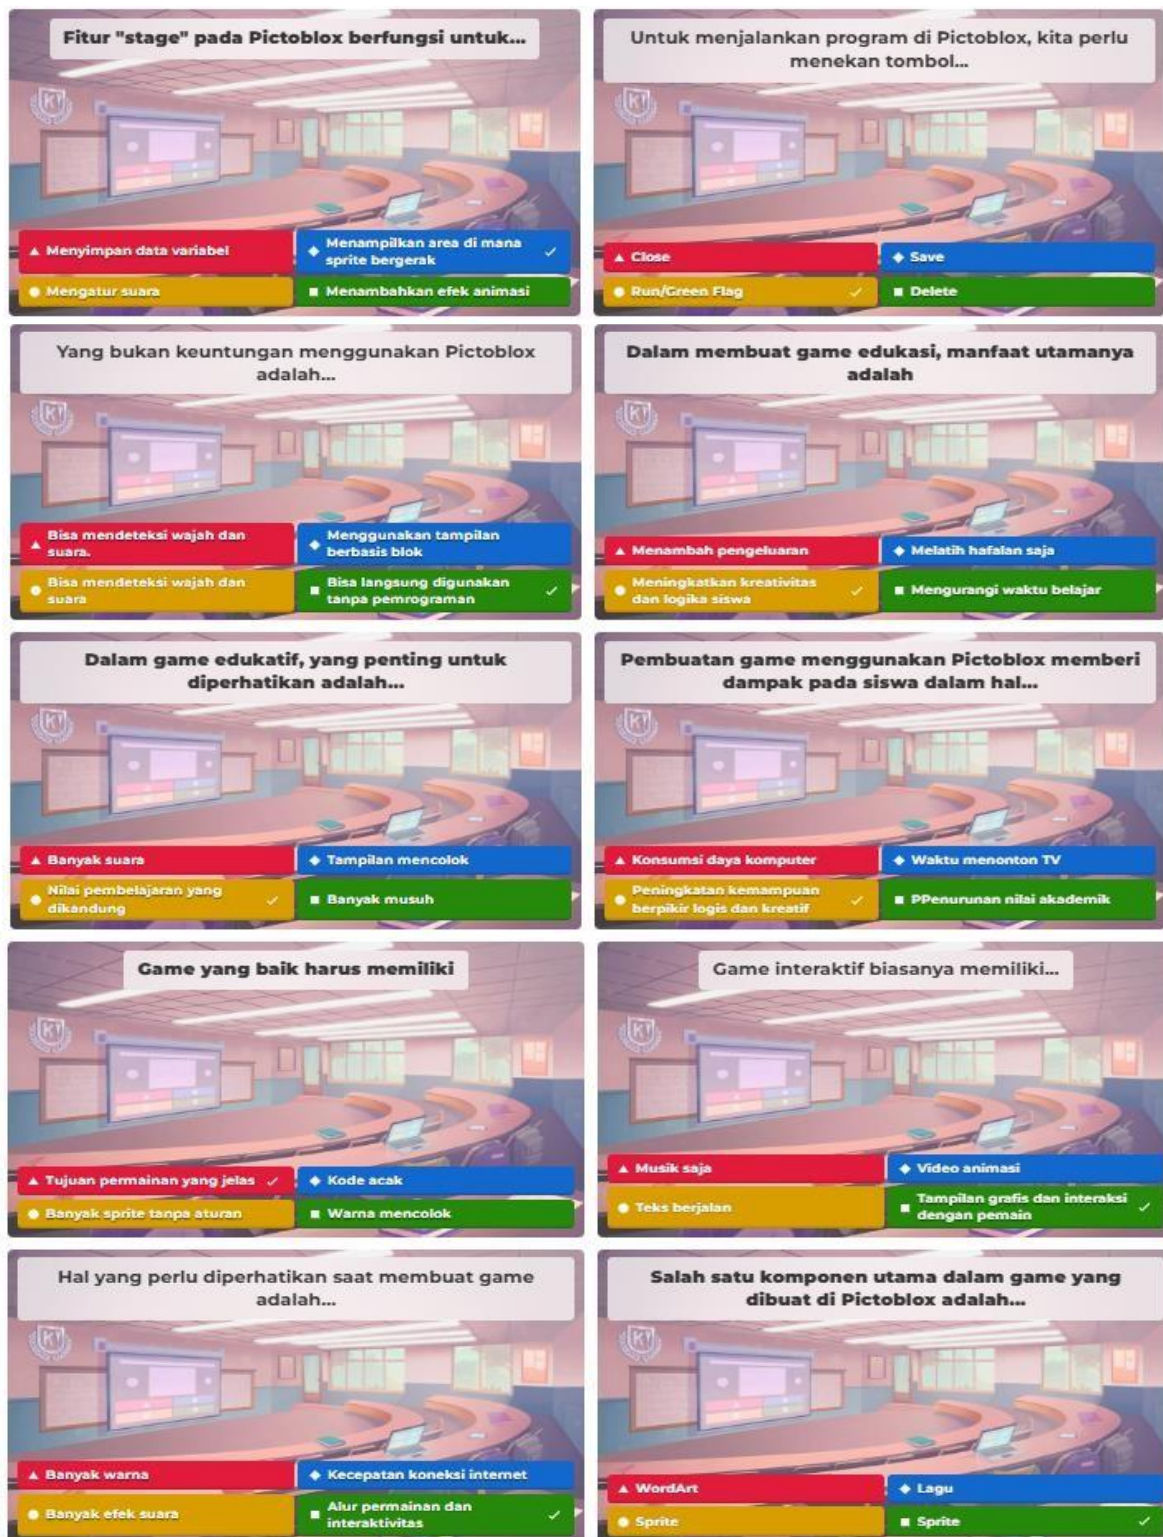 Fitur "stage" pada Pictoblox berfungsi untuk...
▲ Menyimpan data variabel
◆ Menampilkan area di mana
sprite bergerak ✓
● Mengatur suara
■ Menambahkan efek animasi
Untuk menjalankan program di Pictoblox, kita perlu
menekan tombol...
▲ Close
◆ Save
● Run/Green Flag ✓
■ Delete
Yang bukan keuntungan menggunakan Pictoblox
adalah...
▲ Bisa mendeteksi wajah dan
suara.
◆ Menggunakan tampilan
berbasis blok
● Bisa mendeteksi wajah dan
suara
■ Bisa langsung digunakan
tanpa pemrograman ✓
Dalam membuat game edukasi, manfaat utamanya
adalah
▲ Menambah pengeluaran
◆ Melatih hafalan saja
● Meningkatkan kreativitas
dan logika siswa ✓
■ Mengurangi waktu belajar
Dalam game edukatif, yang penting untuk
diperhatikan adalah...
▲ Banyak suara
◆ Tampilan mencolok
● Nilai pembelajaran yang
dikandung ✓
■ Banyak musuh
Pembuatan game menggunakan Pictoblox memberi
dampak pada siswa dalam hal...
▲ Konsumsi daya komputer
◆ Waktu menonton TV
● Peningkatan kemampuan
berpikir logis dan kreatif ✓
■ PPenurunan nilai akademik
Game yang baik harus memiliki
▲ Tujuan permainan yang jelas ✓
◆ Kode acak
● Banyak sprite tanpa aturan
■ Warna mencolok
Game interaktif biasanya memiliki...
▲ Musik saja
◆ Video animasi
● Teks berjalan
■ Tampilan grafis dan interaksi
dengan pemain ✓
Hal yang perlu diperhatikan saat membuat game
adalah...
▲ Banyak warna
◆ Kecepatan koneksi internet
● Banyak efek suara
■ Alur permainan dan
interaktivitas ✓
Salah satu komponen utama dalam game yang
dibuat di Pictoblox adalah...
▲ WordArt
◆ Lagu
● Sprite
■ Sprite ✓